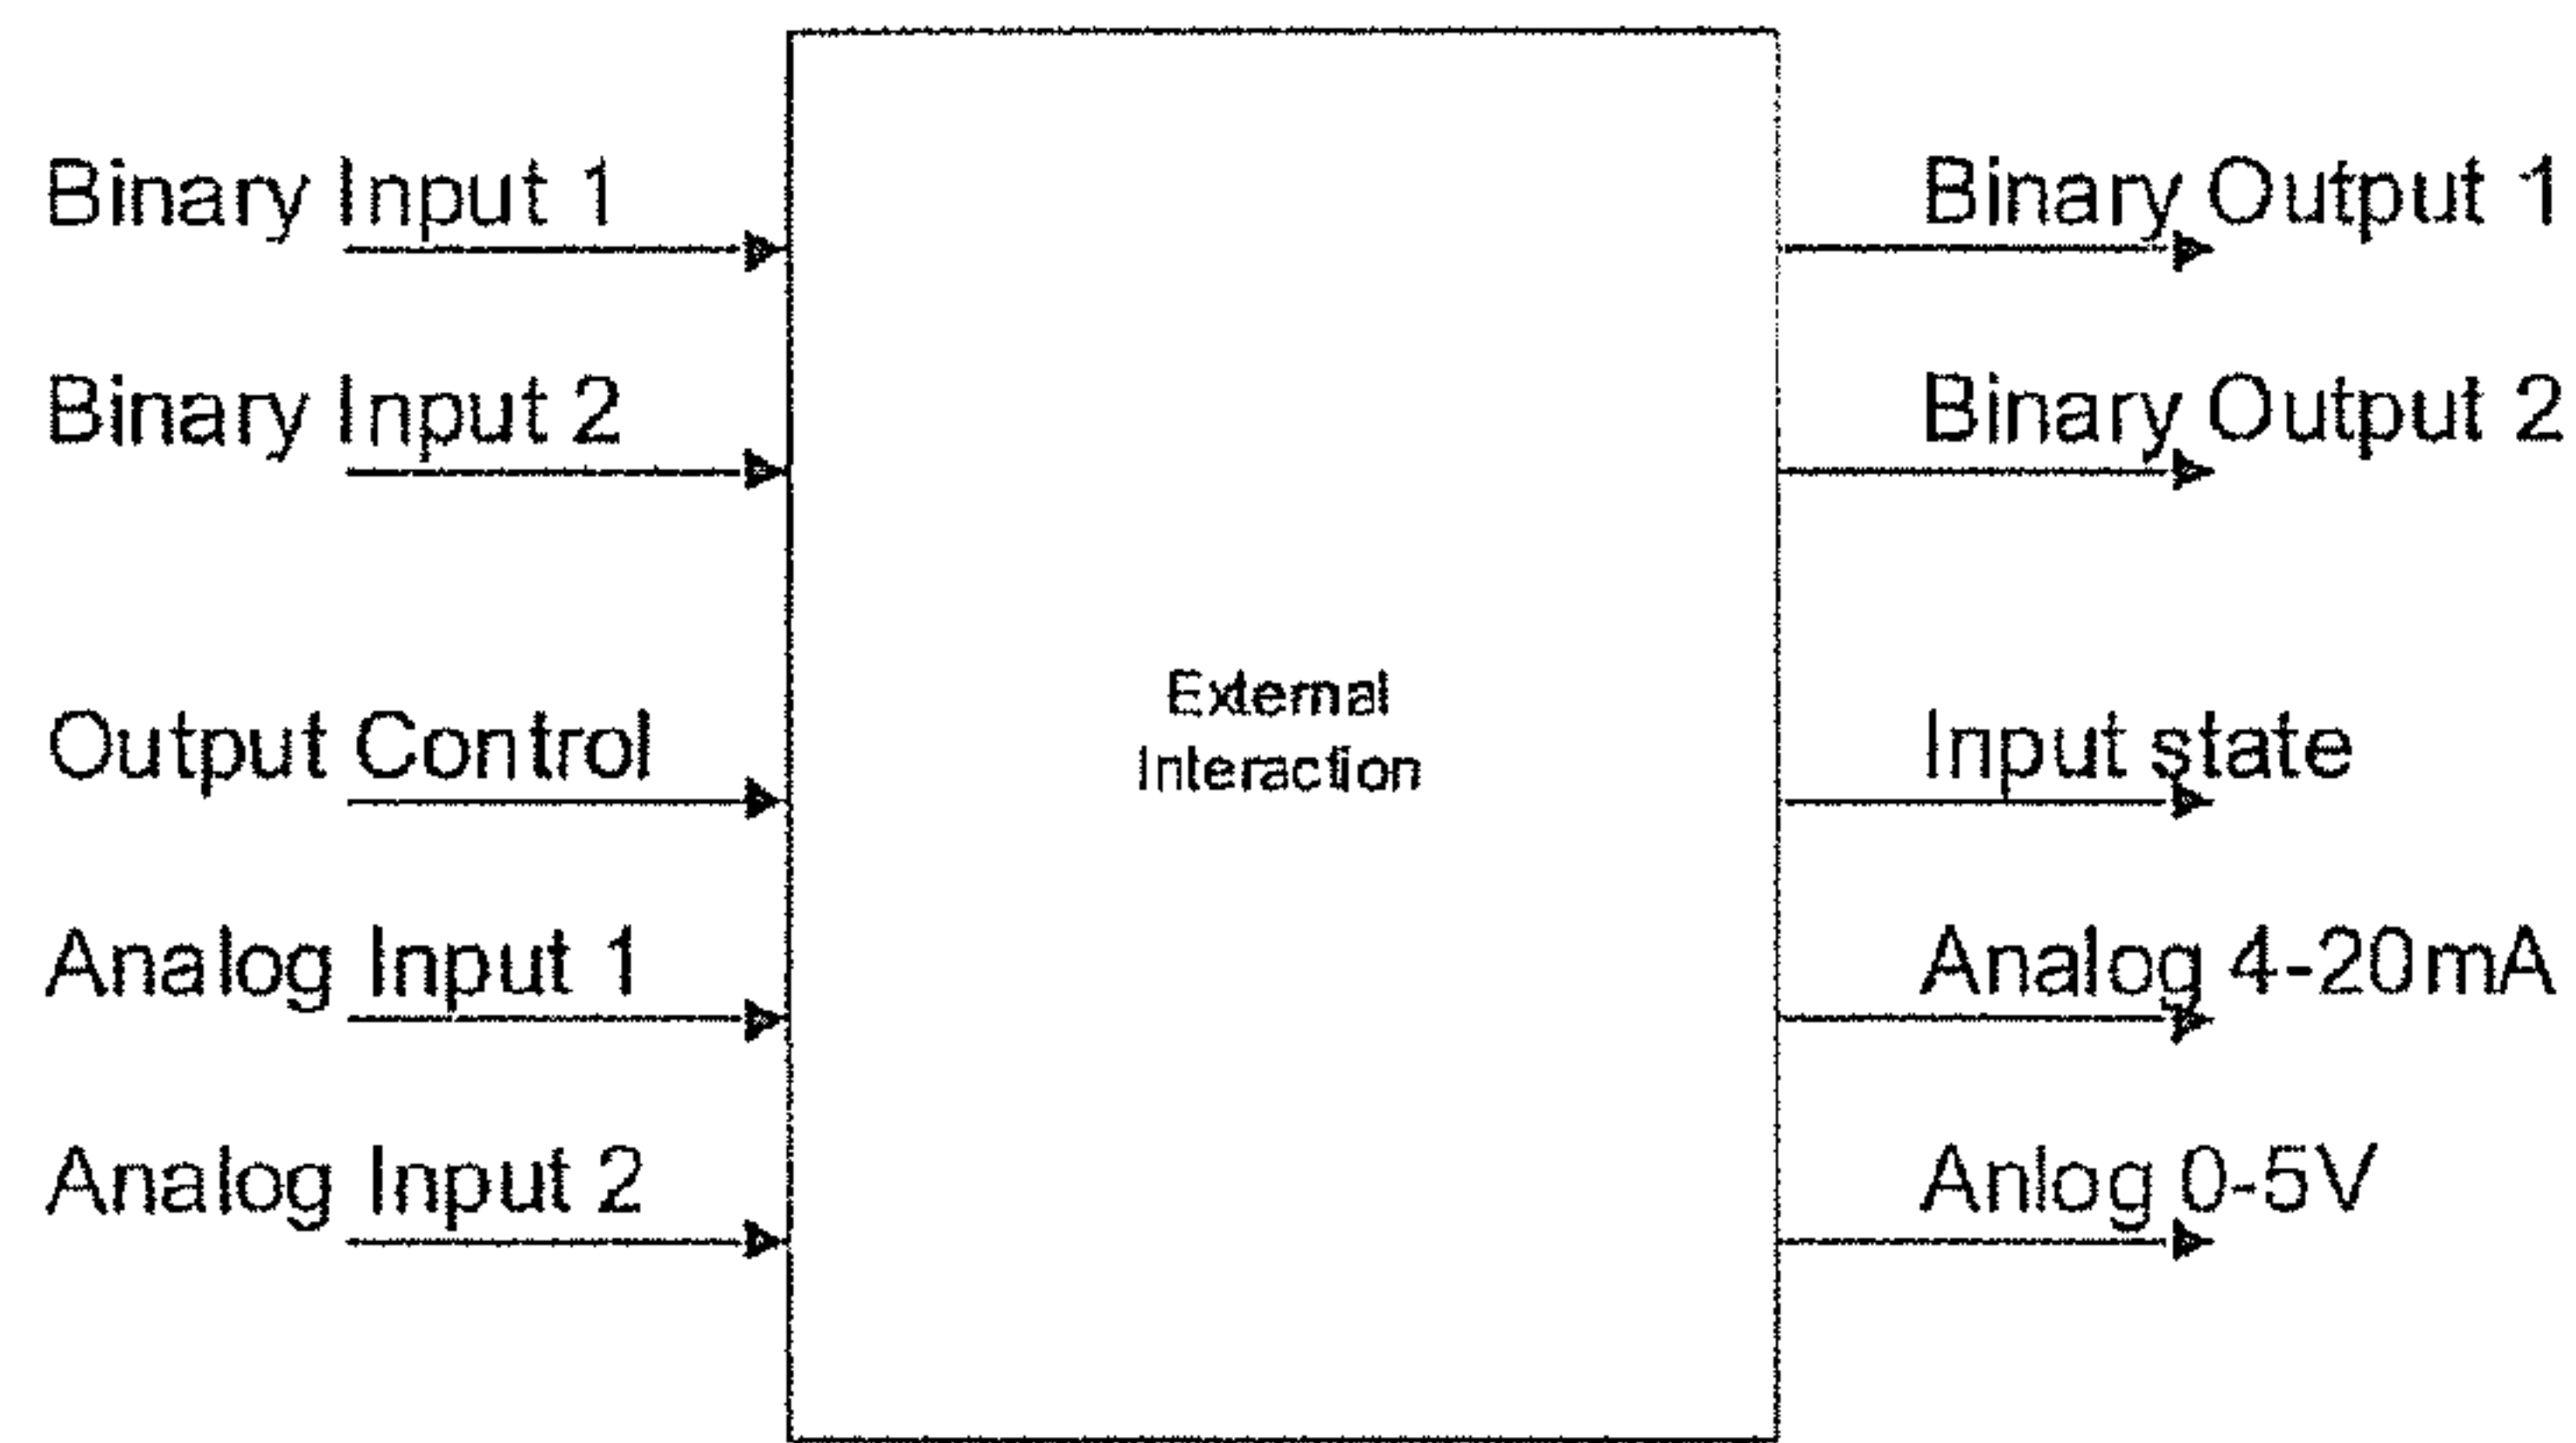 Binary Input 1
Binary Input 2
Output Control
Analog Input 1
Analog Input 2
External
Interaction
Binary Output 1
Binary Output 2
Input state
Analog 4-20mA
Anlog 0-5V